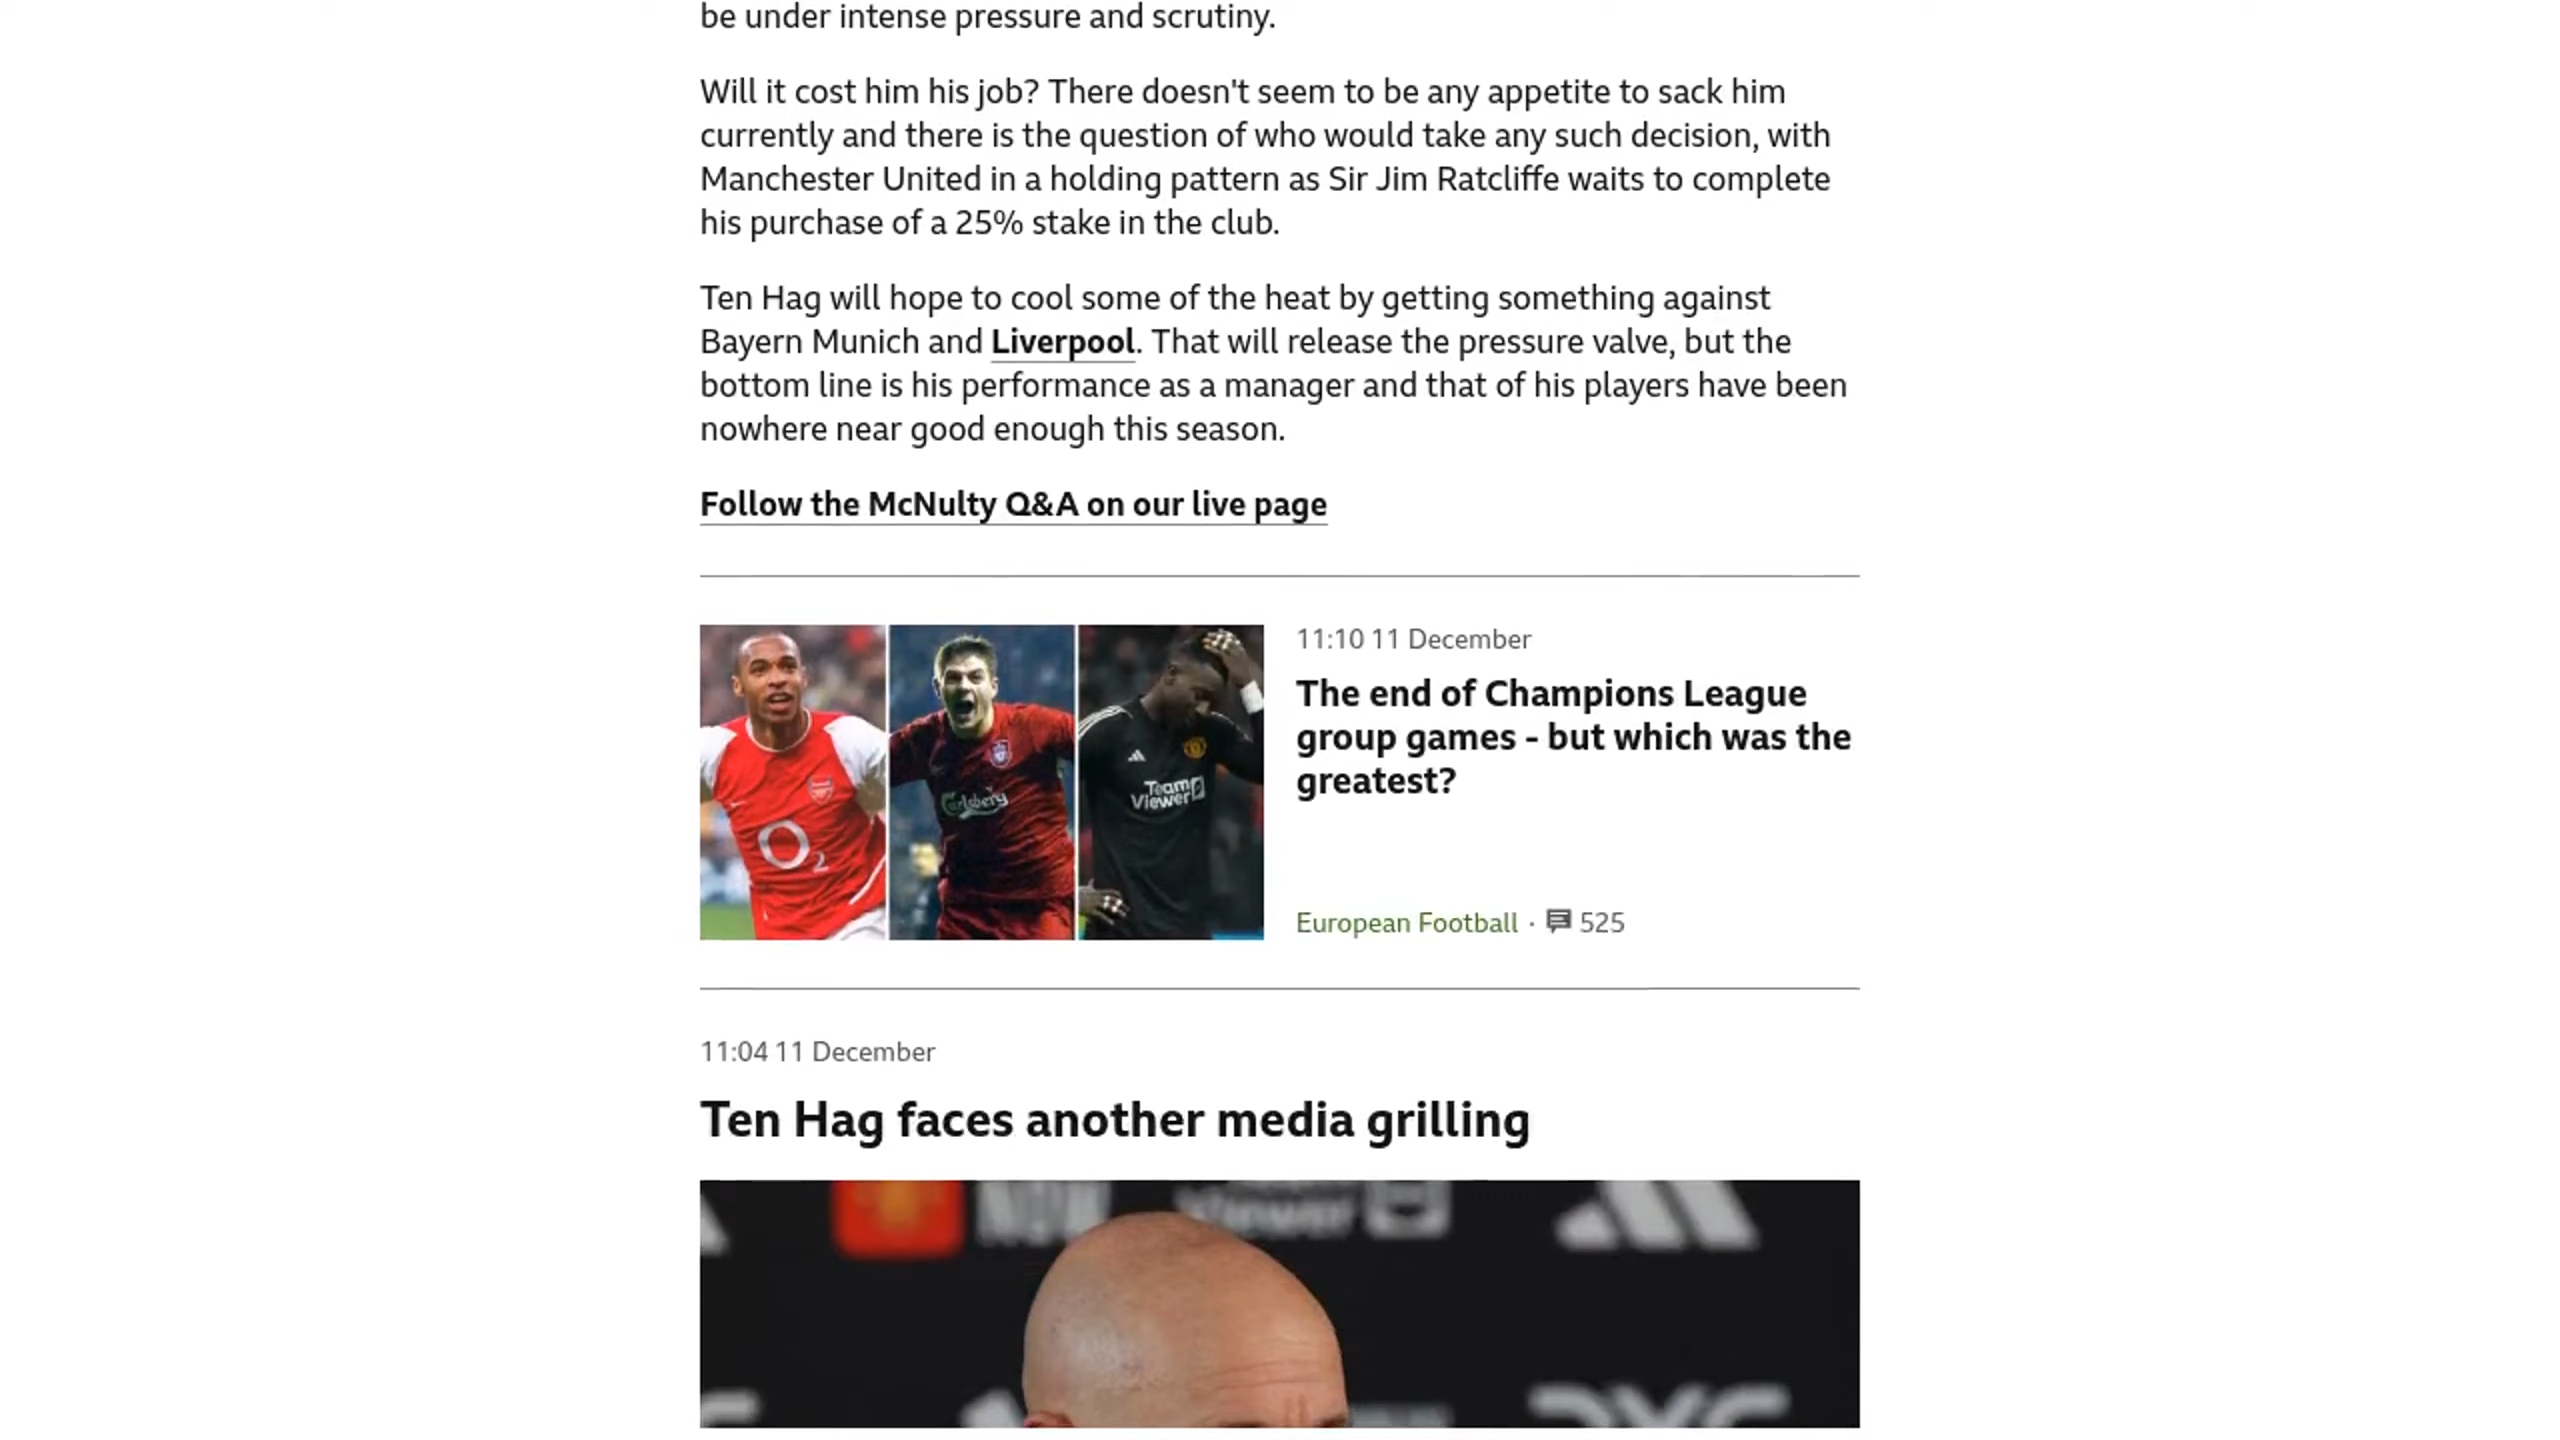 be under intense pressure and scrutiny.
Will it cost him his job? There doesn't seem to be any appetite to sack him
currently and there is the question of who would take any such decision, with
Manchester United in a holding pattern as Sir Jim Ratcliffe waits to complete
his purchase of a 25% stake in the club.
Ten Hag will hope to cool some of the heat by getting something against
Bayern Munich and Liverpool. That will release the pressure valve, but the
bottom line is his performance as a manager and that of his players have been
nowhere near good enough this season.
Follow the McNulty Q&A on our live page
O2
Carlsberg
Team
Viewer
11:10 11 December
The end of Champions League
group games - but which was the
greatest?
European Football · 525
11:04 11 December
Ten Hag faces another media grilling
Viewer